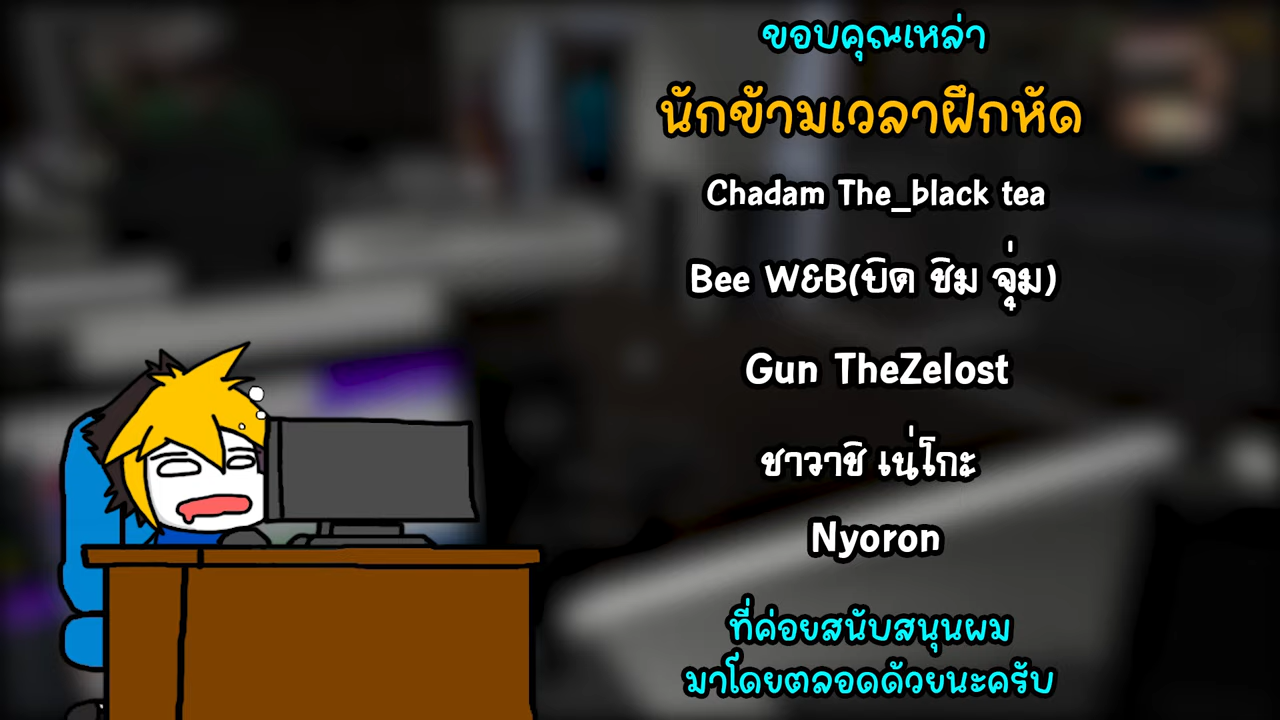 ขอบคุณเหล่า
นักข้ามเวลาฝึกหัด
Chadam The_black tea
Bee W&B(บิด ชิม จุ่ม)
Gun TheZelost
ชาวาชิ เน่โกะ
Nyoron
ที่ค่อยสนับสนุนผม
มาโดยตลอดด้วยนะครับ